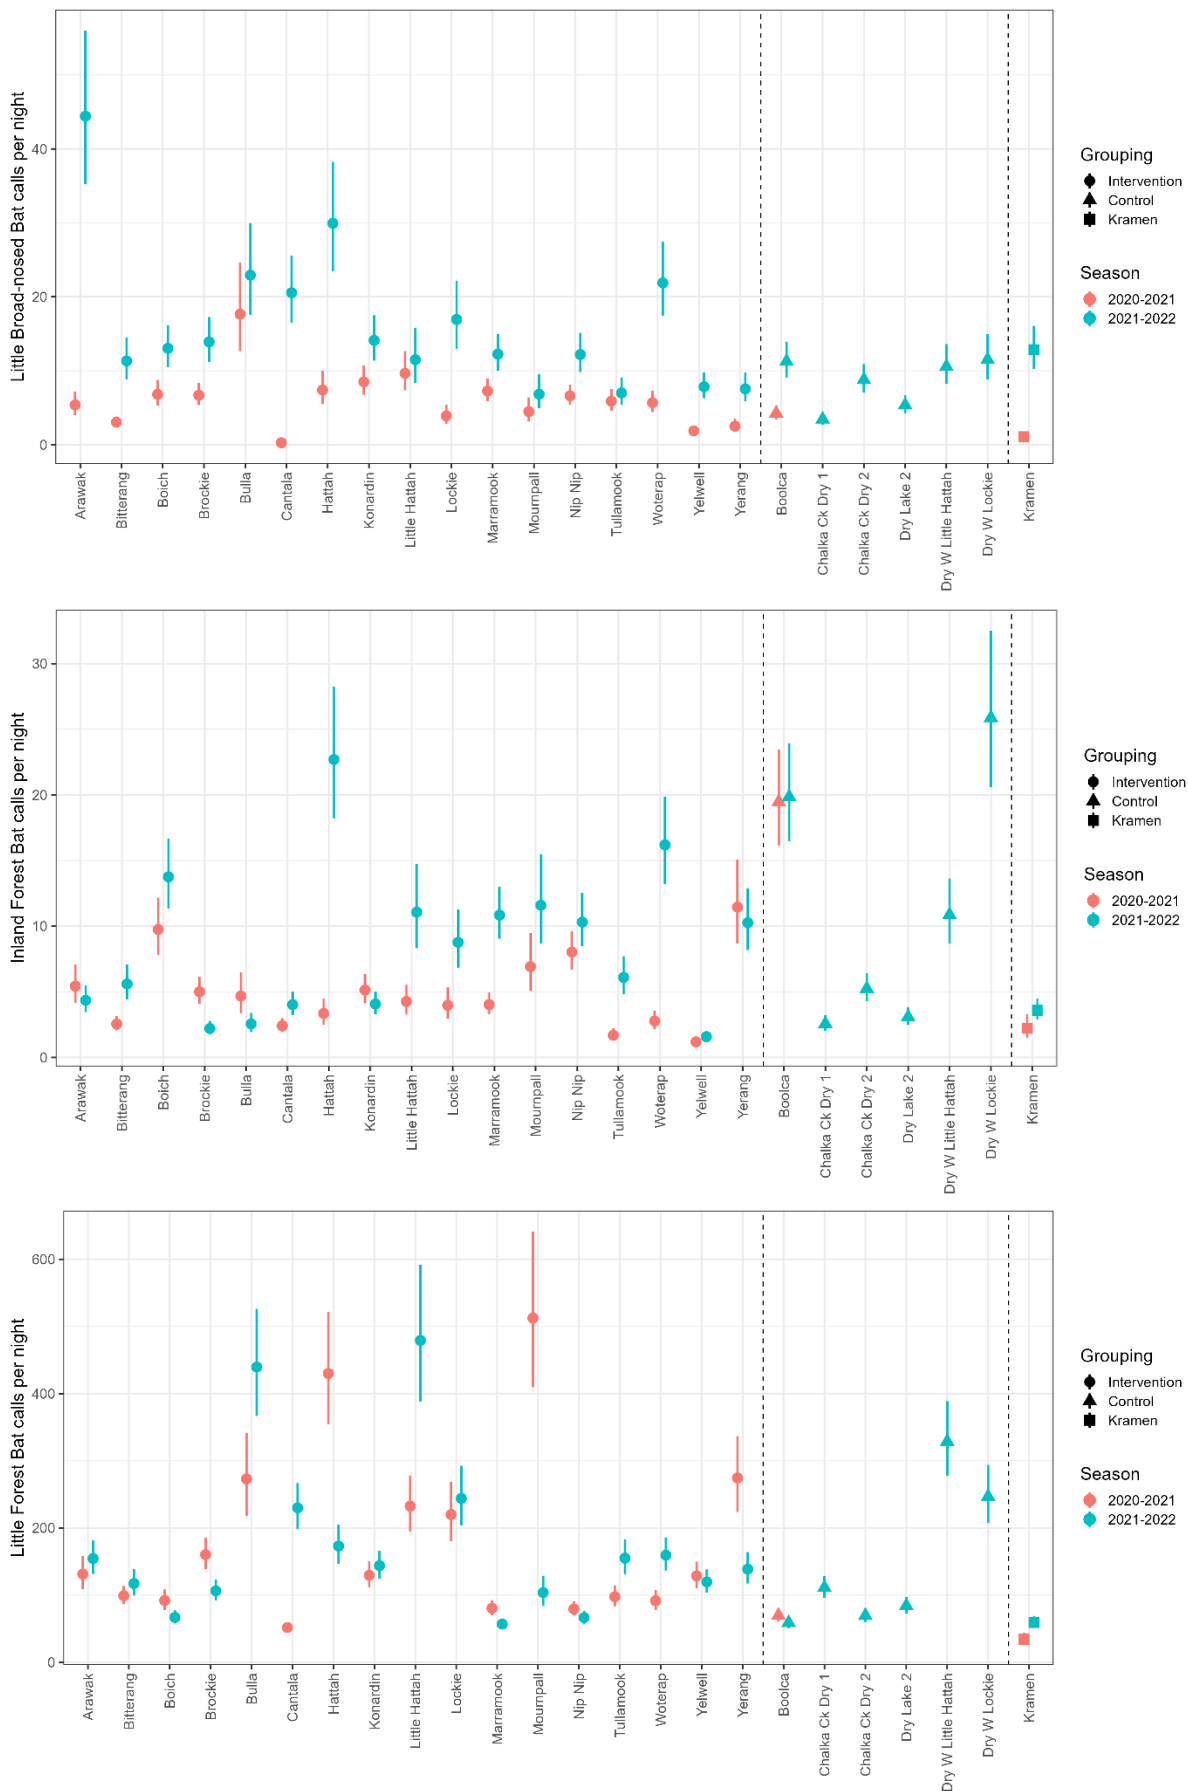 Little Broad-nosed Bat calls per night
40
20
0
Arawak
Bitterang
Boich
Brockie
Bulla
Cantala
Hattah
Konardin
Little Hattah
Lockie
Marramook
Mournpall
Nip Nip
Tullamook
Woterap
Yelwell
Yerang
Boolca
Chalka Ck Dry 1
Chalka Ck Dry 2
Dry Lake 2
Dry W Little Hattah
Dry W Lockie
Kramen
Grouping
Intervention
Control
Kramen
Season
2020-2021
2021-2022
Inland Forest Bat calls per night
30
20
10
0
Arawak
Bitterang
Boich
Brockie
Bulla
Cantala
Hattah
Konardin
Little Hattah
Lockie
Marramook
Mournpall
Nip Nip
Tullamook
Woterap
Yelwell
Yerang
Boolca
Chalka Ck Dry 1
Chalka Ck Dry 2
Dry Lake 2
Dry W Little Hattah
Dry W Lockie
Kramen
Grouping
Intervention
Control
Kramen
Season
2020-2021
2021-2022
Little Forest Bat calls per night
600
400
200
0
Arawak
Bitterang
Boich
Brockie
Bulla
Cantala
Hattah
Konardin
Little Hattah
Lockie
Marramook
Mournpall
Nip Nip
Tullamook
Woterap
Yelwell
Yerang
Boolca
Chalka Ck Dry 1
Chalka Ck Dry 2
Dry Lake 2
Dry W Little Hattah
Dry W Lockie
Kramen
Grouping
Intervention
Control
Kramen
Season
2020-2021
2021-2022